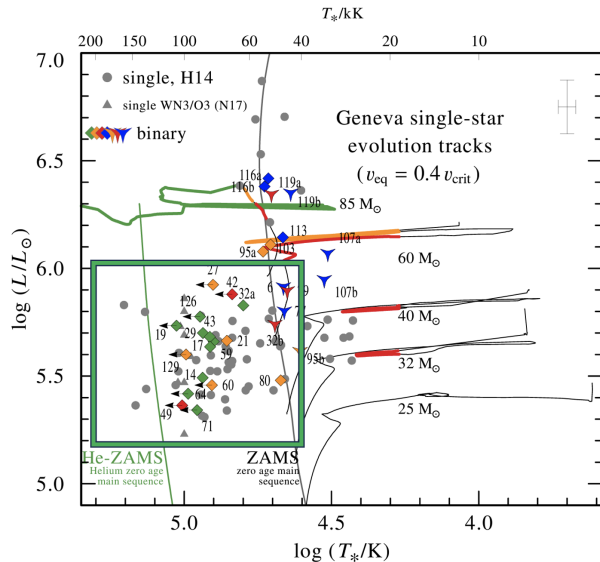 T*/kK
200 150 100 50 40 20 10
7.0
6.5
6.0
5.5
5.0
log (L/L⊙)
single, H14
single WN3/O3 (N17)
binary
Geneva single-star
evolution tracks
(veq = 0.4 vcrit)
116a
116b
119a
119b
85 M⊙
113
107a
103
95a
60 M⊙
27
42
6
9
107b
32a
126
77
40 M⊙
43
19
29
21
32b
17
59
95b
32 M⊙
129
14
60
80
64
25 M⊙
49
71
He-ZAMS
Helium zero age
main sequence
ZAMS
zero age main
sequence
5.0 4.5 4.0
log (T*/K)